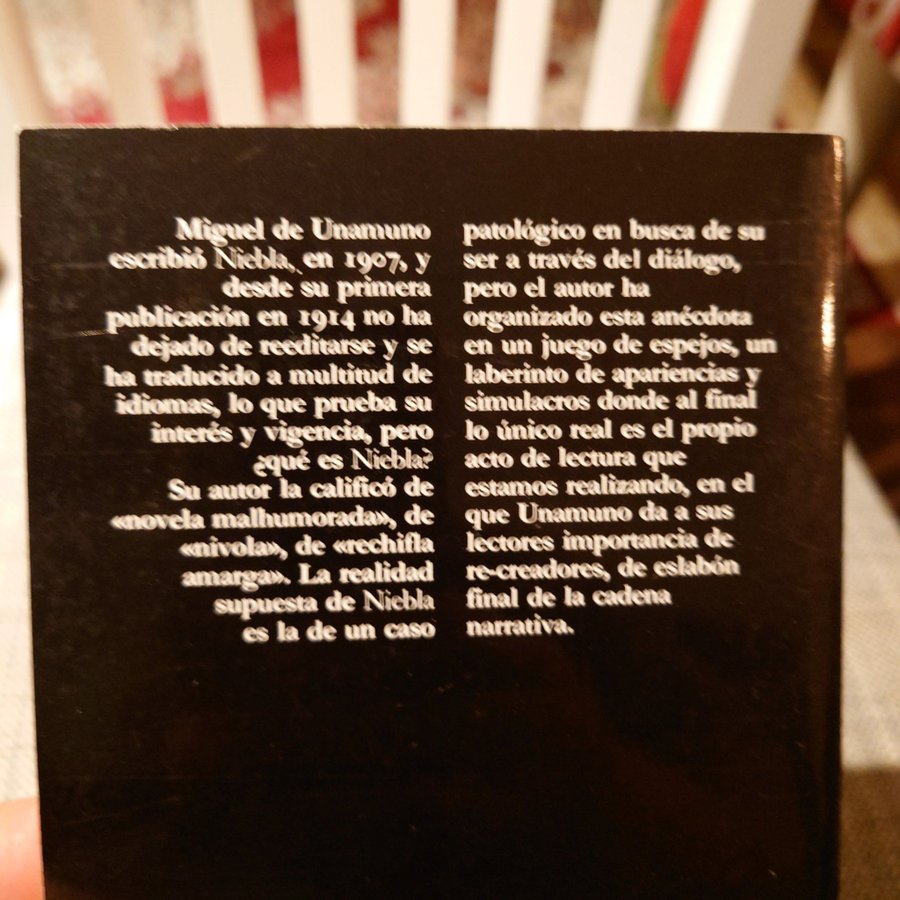 Miguel de Unamuno
escribió Niebla, en 1907, y
desde su primera
publicación en 1914 no ha
dejado de reeditarse y se
ha traducido a multitud de
idiomas, lo que prueba su
interés y vigencia, pero
¿qué es Niebla?
Su autor la calificó de
«novela malhumorada», de
«nivola», de «rechifla
amarga». La realidad
supuesta de Niebla
es la de un caso
patológico en busca de su
ser a través del diálogo,
pero el autor ha
organizado esta anécdota
en un juego de espejos, un
laberinto de apariencias y
simulacros donde al final
lo único real es el propio
acto de lectura que
estamos realizando, en el
que Unamuno da a sus
lectores importancia de
re-creadores, de eslabón
final de la cadena
narrativa.